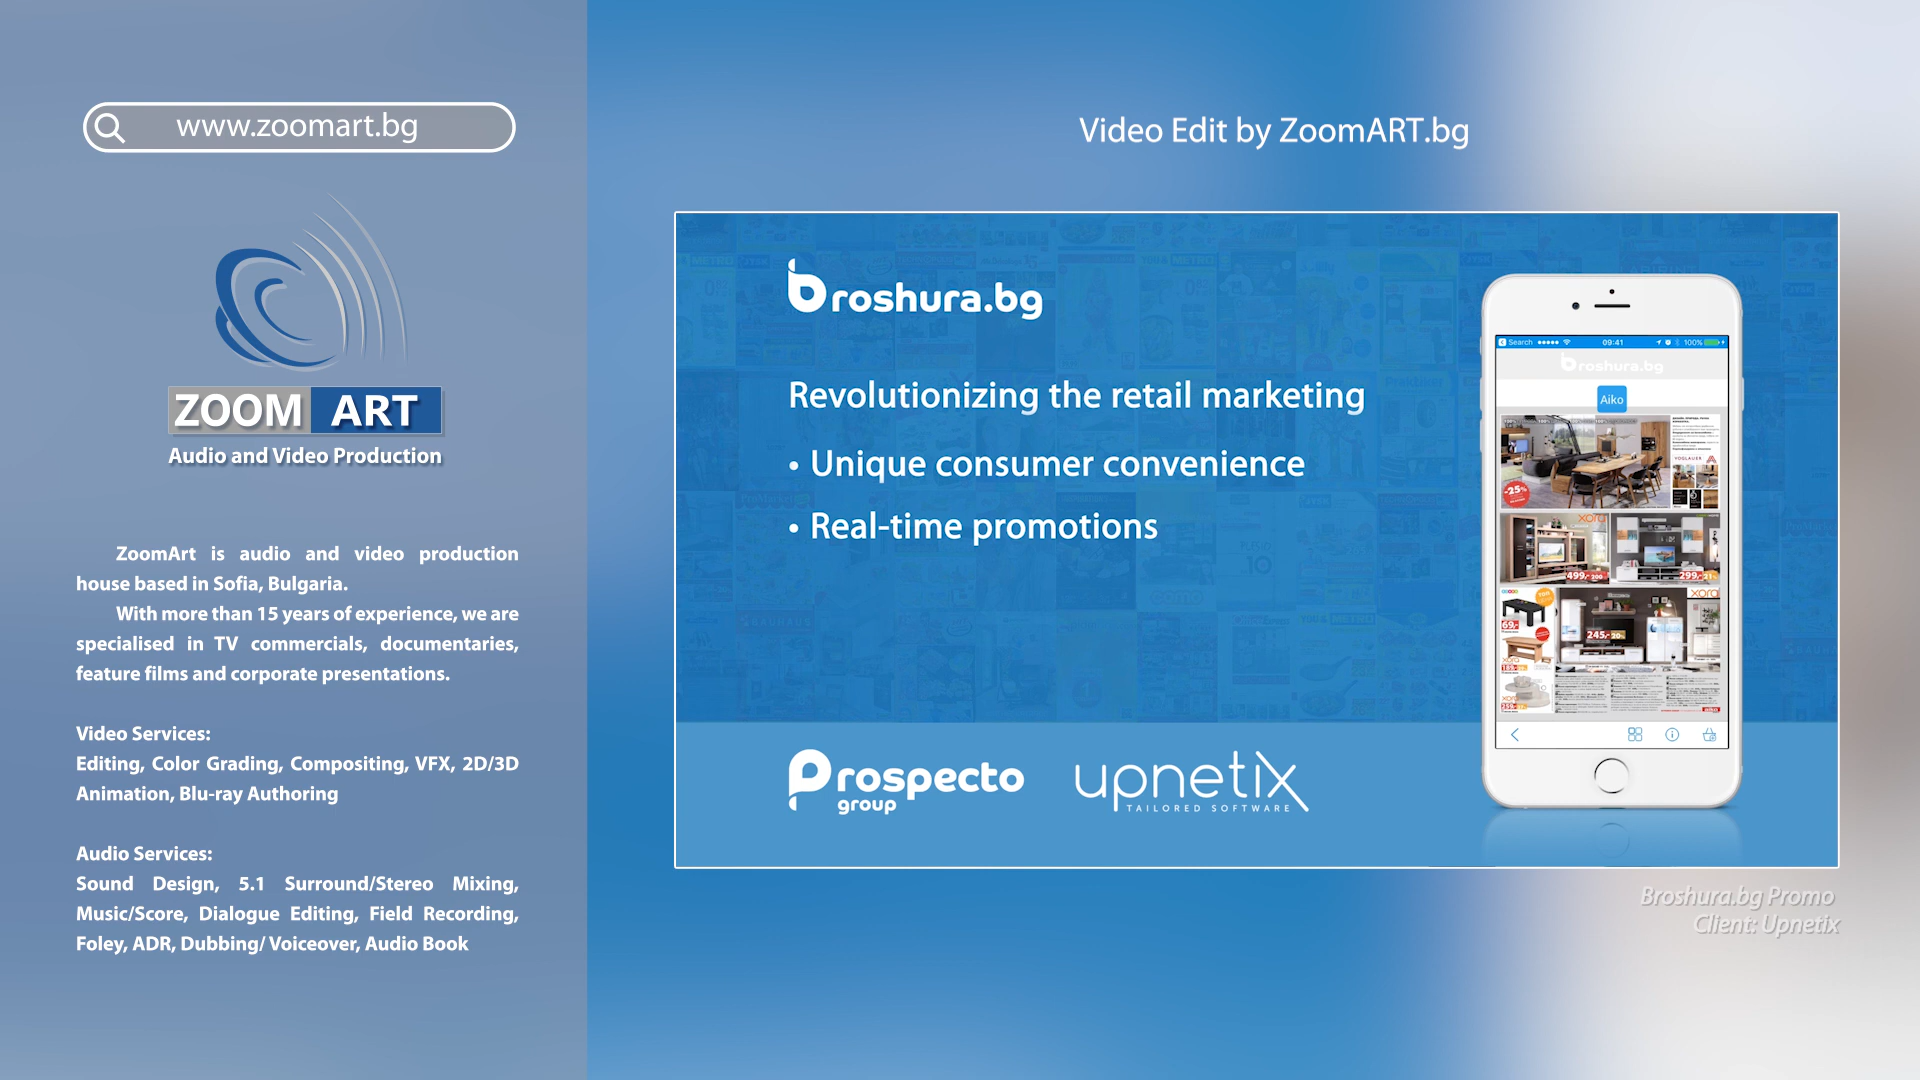 www.zoomart.bg
ZOOM ART
Audio and Video Production
ZoomArt is audio and video production
house based in Sofia, Bulgaria.
With more than 15 years of experience, we are
specialised in TV commercials, documentaries,
feature films and corporate presentations.
Video Services:
Editing, Color Grading, Compositing, VFX, 2D/3D
Animation, Blu-ray Authoring
Audio Services:
Sound Design, 5.1 Surround/Stereo Mixing,
Music/Score, Dialogue Editing, Field Recording,
Foley, ADR, Dubbing/ Voiceover, Audio Book
Video Edit by ZoomART.bg
broshura.bg
Revolutionizing the retail marketing
• Unique consumer convenience
• Real-time promotions
Prospecto
group
upnetix
TAILORED SOFTWARE
Search 09:41 100%
broshura.bg
Aiko
VOGLAUER
-25%
xora
499,-
299,-
xora
69,-
245,-
xora
Broshura.bg Promo
Client: Upnetix